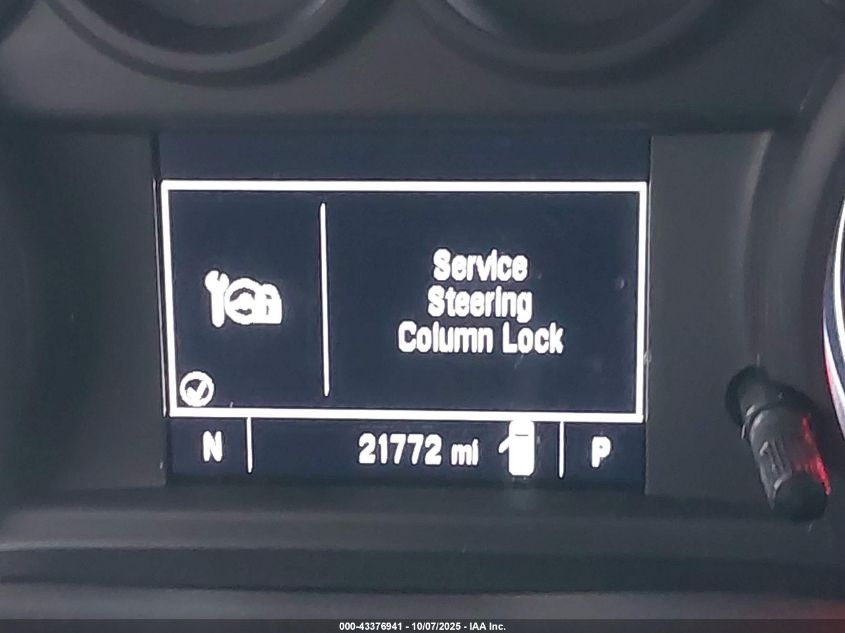 Service
Steering
Column Lock
N 21772 mi P
000-43376941 - 10/07/2025 - IAA Inc.